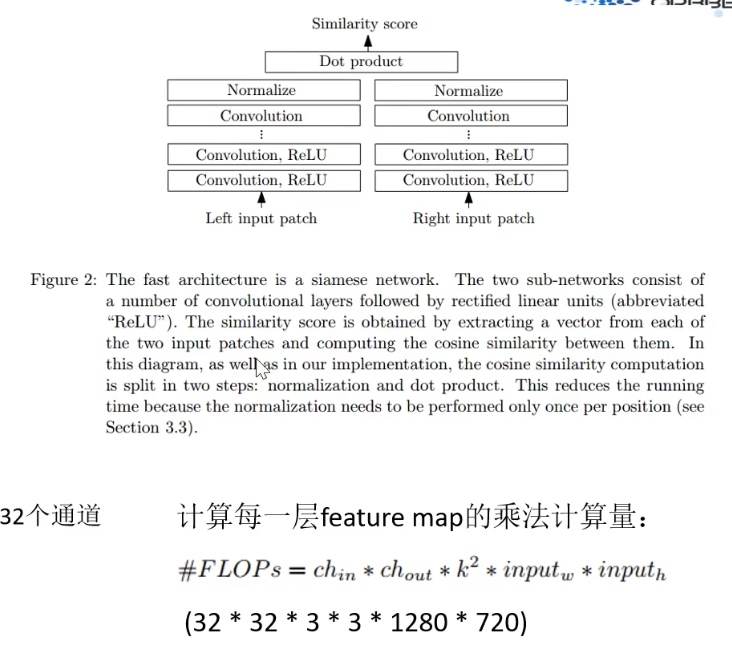 Similarity score
Dot product
Normalize
Normalize
Convolution
Convolution
Convolution, ReLU
Convolution, ReLU
Convolution, ReLU
Convolution, ReLU
Left input patch
Right input patch
Figure 2: The fast architecture is a siamese network. The two sub-networks consist of
a number of convolutional layers followed by rectified linear units (abbreviated
“ReLU”). The similarity score is obtained by extracting a vector from each of
the two input patches and computing the cosine similarity between them. In
this diagram, as well as in our implementation, the cosine similarity computation
is split in two steps: normalization and dot product. This reduces the running
time because the normalization needs to be performed only once per position (see
Section 3.3).
32个通道
计算每一层feature map的乘法计算量：
#FLOPs = ch_in * ch_out * k² * input_w * input_h
(32 * 32 * 3 * 3 * 1280 * 720)